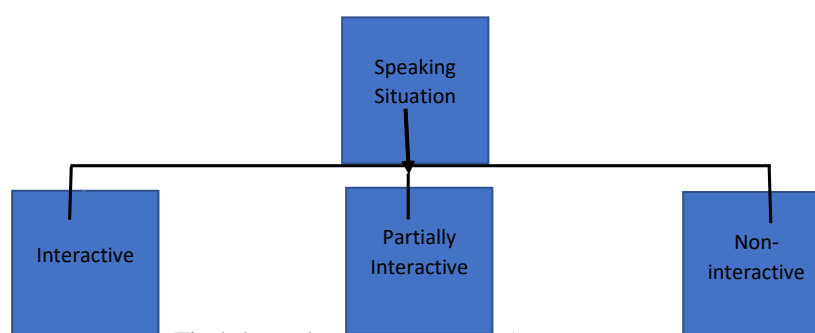 Speaking
Situation
Interactive
Partially
Interactive
Non-
interactive